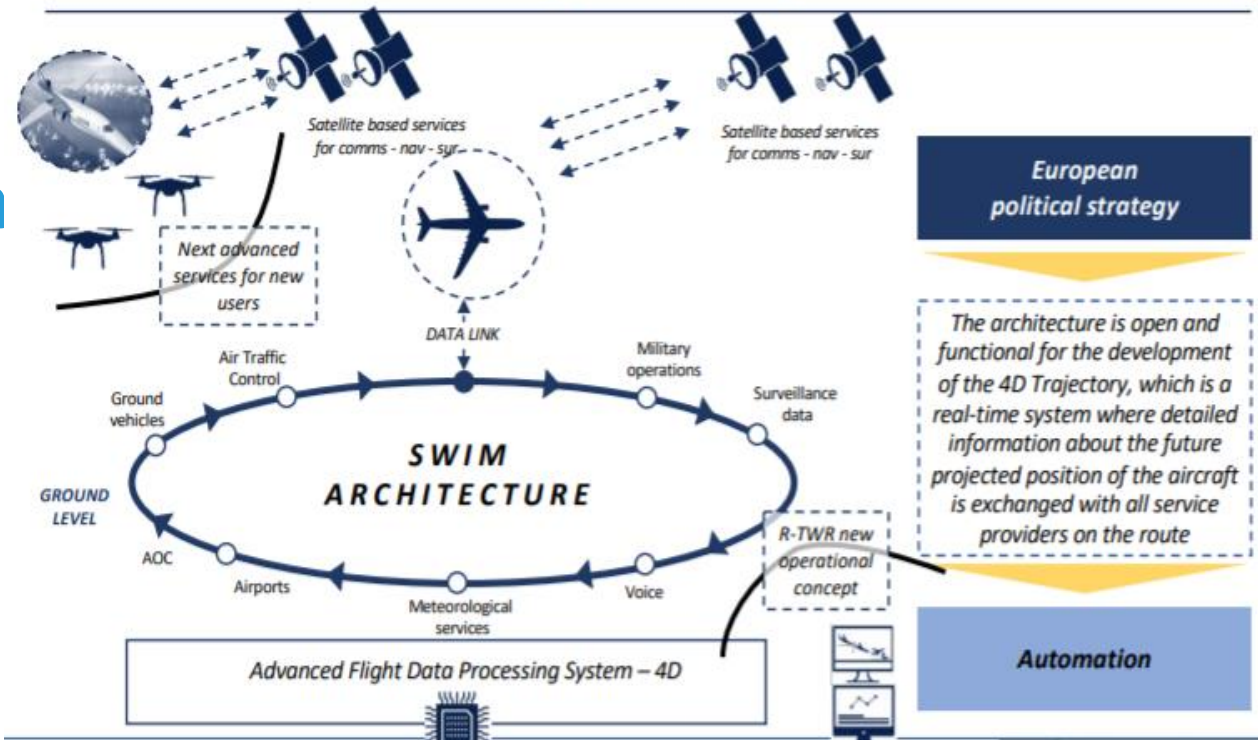 Satellite based services
for comms - nav - sur
Satellite based services
for comms - nav - sur
European
political strategy
Next advanced
services for new
users
DATA LINK
The architecture is open and
functional for the development
of the 4D Trajectory, which is a
real-time system where detailed
information about the future
projected position of the aircraft
is exchanged with all service
providers on the route
Air Traffic
Control
Military
operations
Ground
vehicles
Surveillance
data
SWIM
ARCHITECTURE
GROUND
LEVEL
R-TWR new
operational
concept
AOC
Airports
Meteorological
services
Voice
Advanced Flight Data Processing System – 4D
Automation